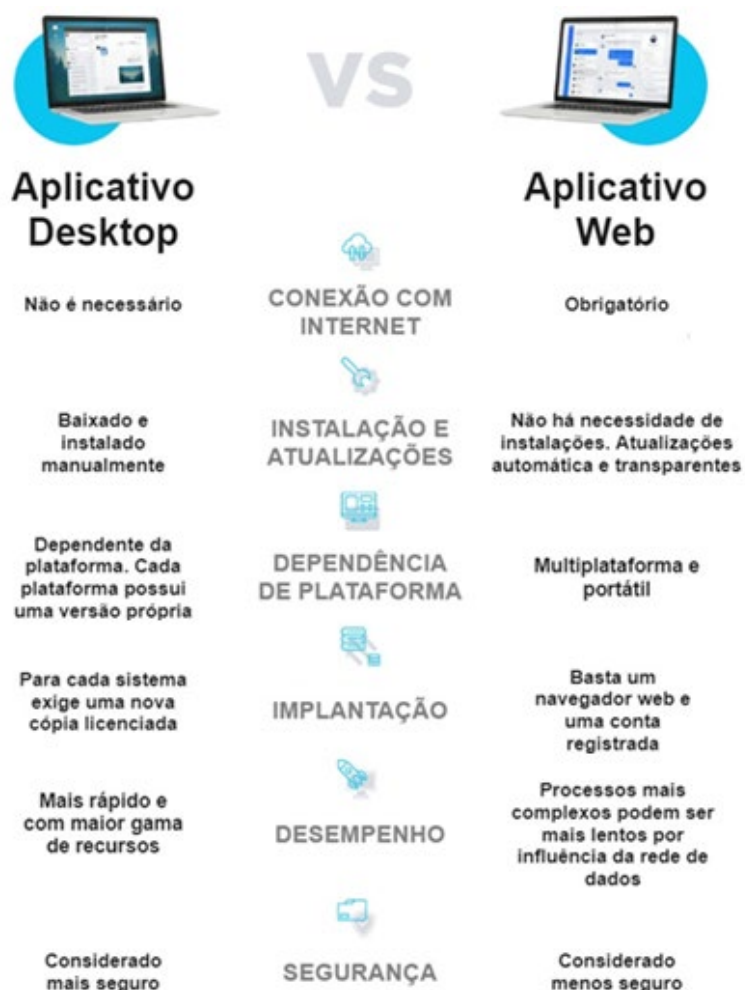 VS
Aplicativo
Desktop
Aplicativo
Web
Não é necessário
CONEXÃO COM
INTERNET
Obrigatório
Baixado e
instalado
manualmente
INSTALAÇÃO E
ATUALIZAÇÕES
Não há necessidade de
instalações. Atualizações
automática e transparentes
Dependente da
plataforma. Cada
plataforma possui
uma versão própria
DEPENDÊNCIA
DE PLATAFORMA
Multiplataforma e
portátil
Para cada sistema
exige uma nova
cópia licenciada
IMPLANTAÇÃO
Basta um
navegador web e
uma conta
registrada
Mais rápido e
com maior gama
de recursos
DESEMPENHO
Processos mais
complexos podem ser
mais lentos por
influência da rede de
dados
Considerado
mais seguro
SEGURANÇA
Considerado
menos seguro